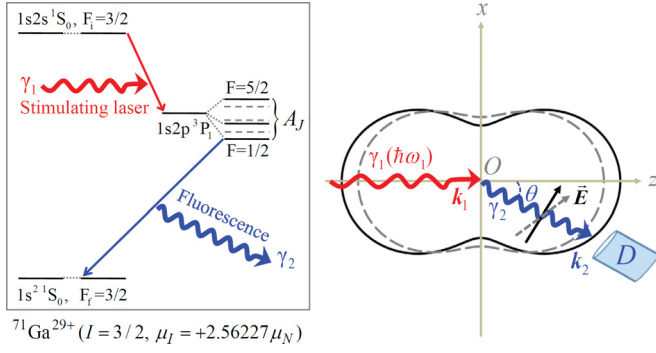 1s2s ¹S₀, Fᵢ=3/2
γ₁
Stimulating laser
F=5/2
1s2p ³P₁
A_J
F=1/2
Fluorescence
γ₂
1s² ¹S₀, F_f=3/2
⁷¹Ga²⁹⁺ (I = 3/2, μ_I = +2.56227μ_N)
x
γ₁(ħω₁)
O
z
k₁
γ₂
θ
E⃗
k₂
D